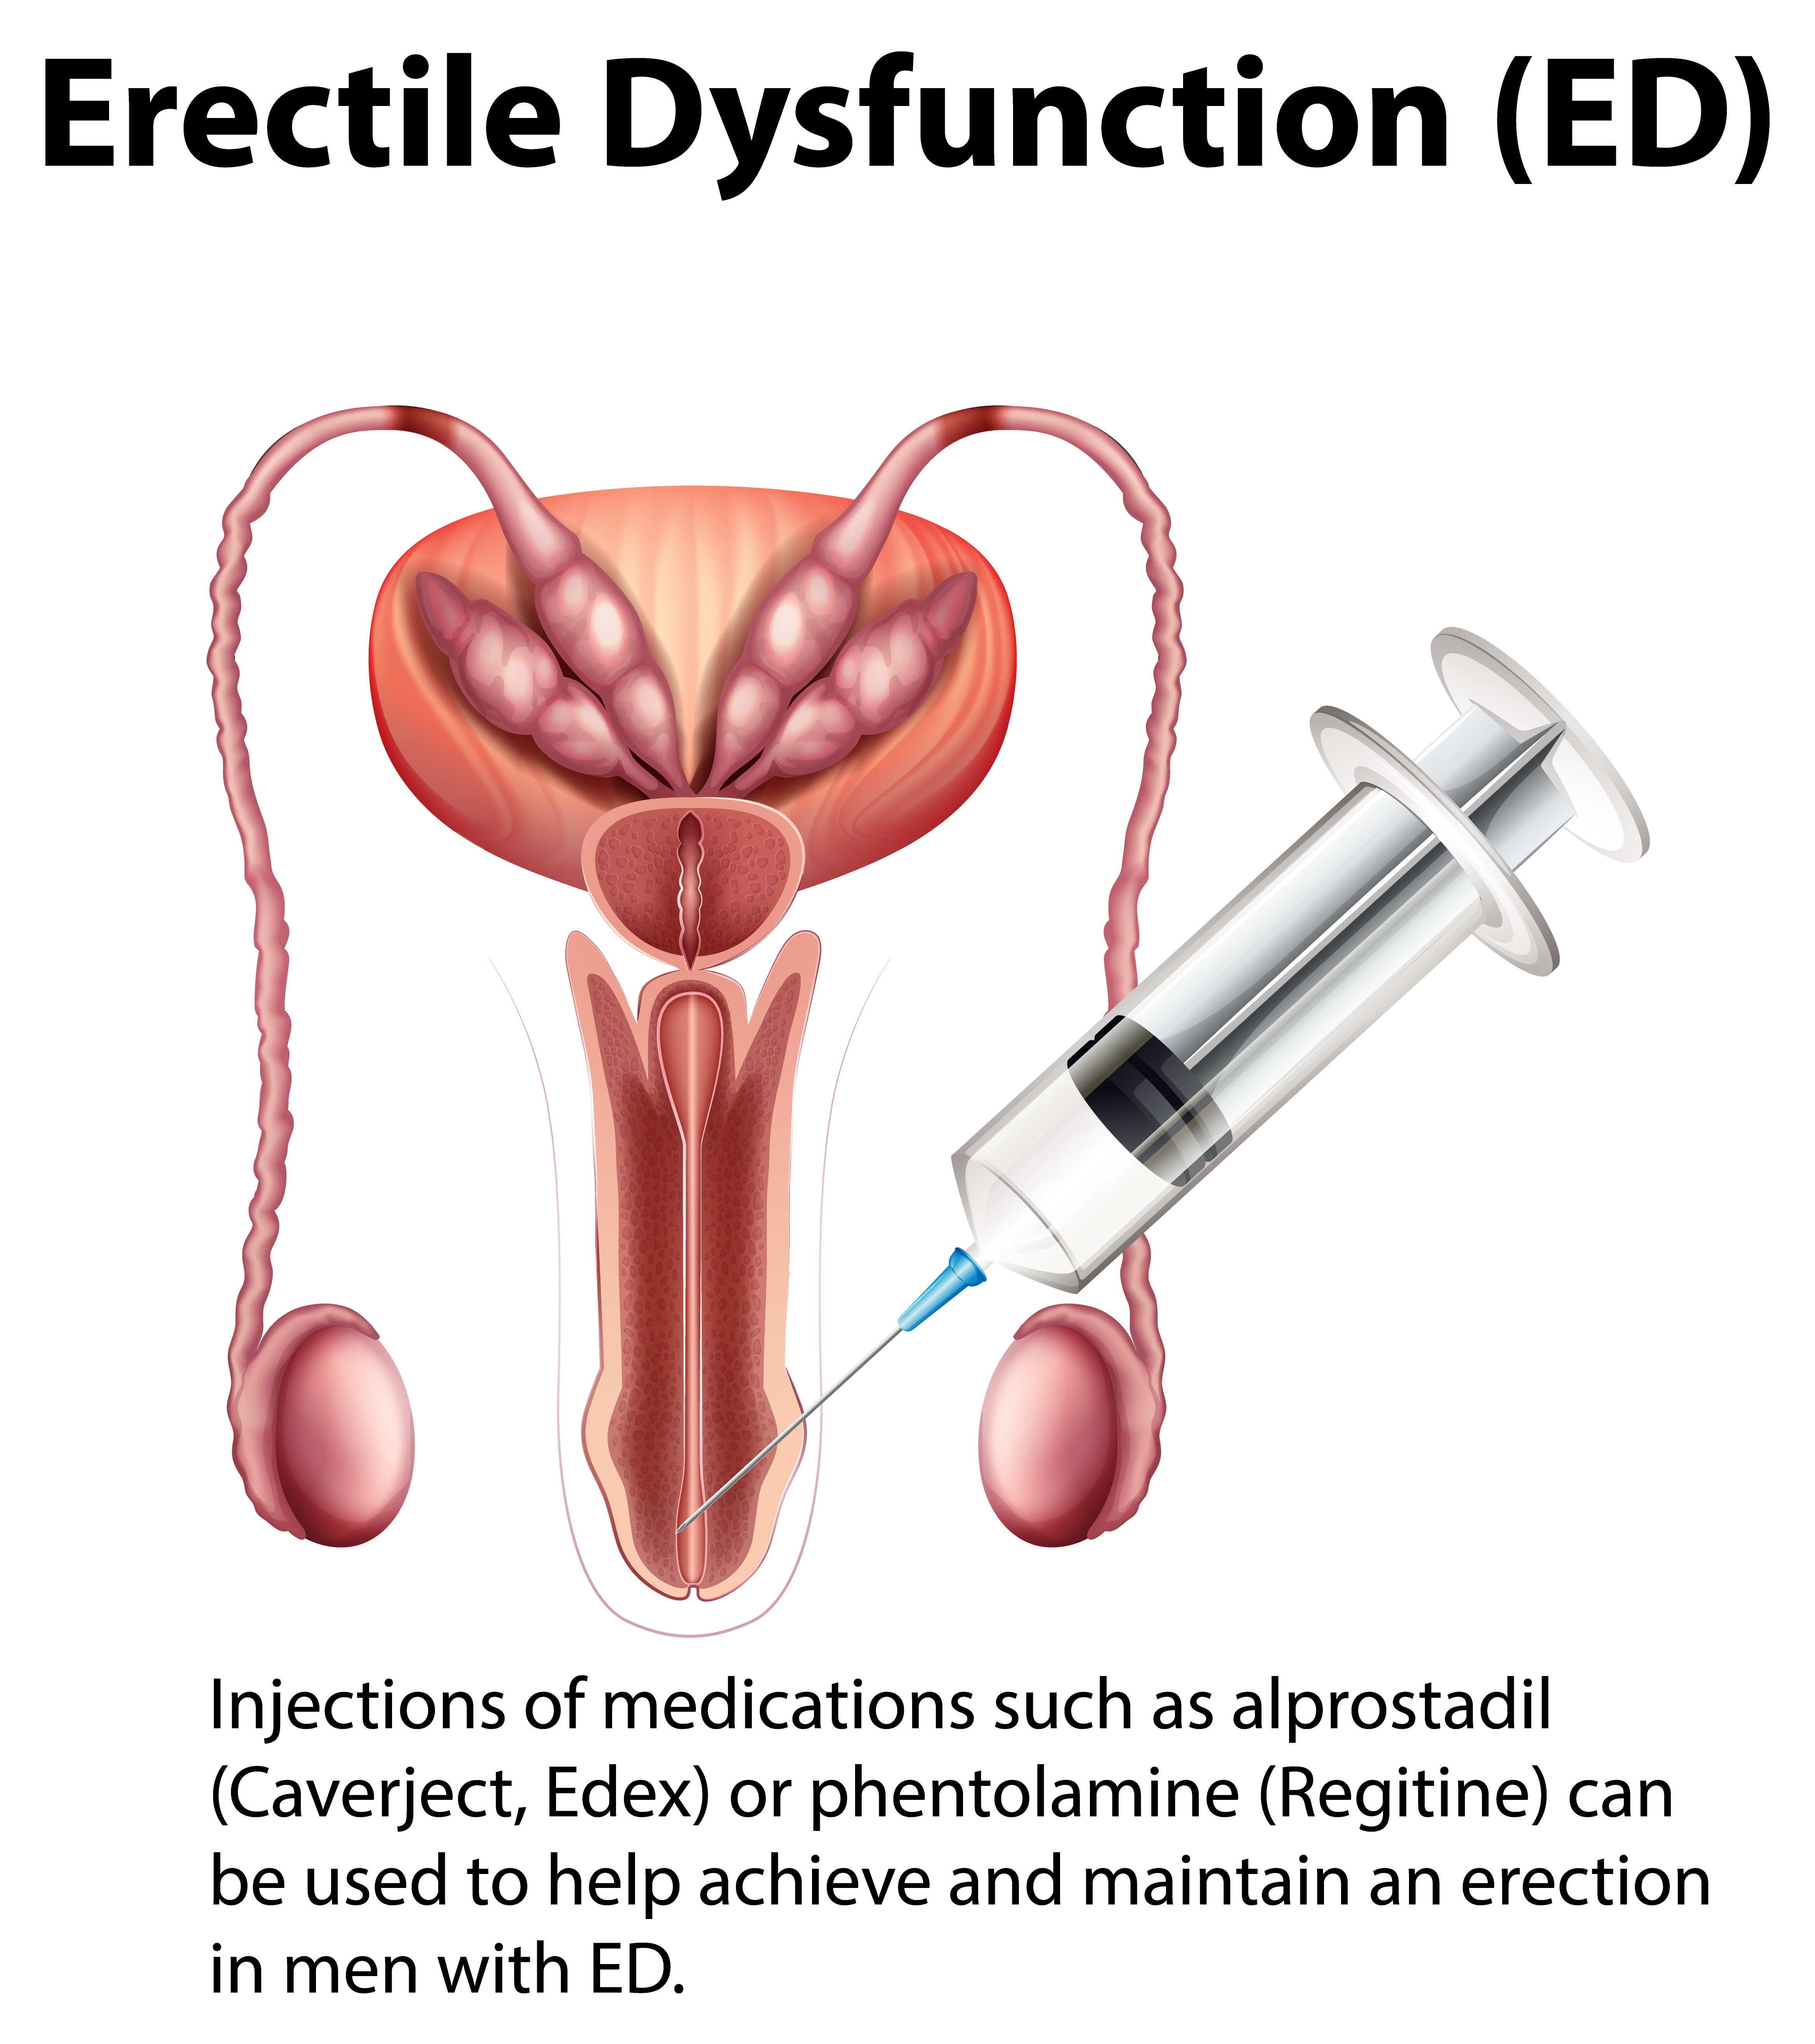 Erectile Dysfunction (ED)
Injections of medications such as alprostadil
(Caverject, Edex) or phentolamine (Regitine) can
be used to help achieve and maintain an erection
in men with ED.